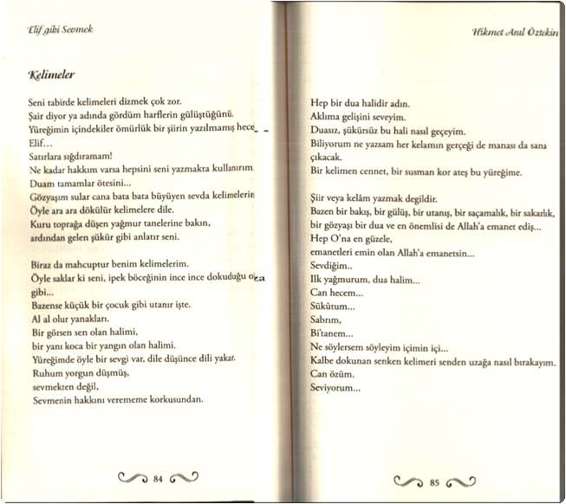 Elif gibi Sevmek
Kelimeler
Seni tabirde kelimeleri dizmek çok zor.
Şair diyor ya adında gördüm harflerin gülüştüğünü.
Yüreğimin içindekiler ömürlük bir şiirin yazılmamış hece
Elif...
Satırlara sığdıramam!
Ne kadar hakkım varsa hepsini seni yazmakta kullanırım
Duam tamamlar ötesini...
Gözyaşım sular cana bata bata büyüyen sevda kelimelerin
Öyle ara ara dökülür kelimelere dile.
Kuru toprağa düşen yağmur tanelerine bakın,
ardından gelen şükür gibi anlatır seni.
Biraz da mahcuptur benim kelimelerim.
Öyle saklar ki seni, ipek böceğinin ince ince dokuduğu
gibi...
Bazense küçük bir çocuk gibi utanır işte.
Al al olur yanakları.
Bir görsen sen olan halimi,
bir yanı koca bir yangın olan halimi.
Yüreğimde öyle bir sevgi var, dile düşünce dili yakar.
Ruhum yorgun düşmüş,
sevmekten değil,
Sevmenin hakkını verememe korkusundan.
84
Hikmet Anıl Öztekin
Hep bir dua halidir adın.
Aklıma gelişini seveyim.
Duasız, şükürsüz bu hali nasıl geçeyim.
Biliyorum ne yazsam her kelamın gerçeği de manası da sana
çıkacak.
Bir kelimen cennet, bir susman kor ateş bu yüreğime.
Şiir veya kelâm yazmak değildir.
Bazen bir bakış, bir gülüş, bir utanış, bir saçamalık, bir sakarlık,
bir gözyaşı bir dua ve en önemlisi de Allah'a emanet ediş...
Hep O'na en güzele,
emanetleri emin olan Allah'a emanetsin...
Sevdiğim..
Ilk yağmurum, dua halim...
Can hecem...
Sükûtum...
Sabrım,
Bi'tanem...
Ne söylersem söyleyim içimin içi...
Kalbe dokunan senken kelimeri senden uzağa nasıl bırakayım.
Can özüm.
Seviyorum...
85